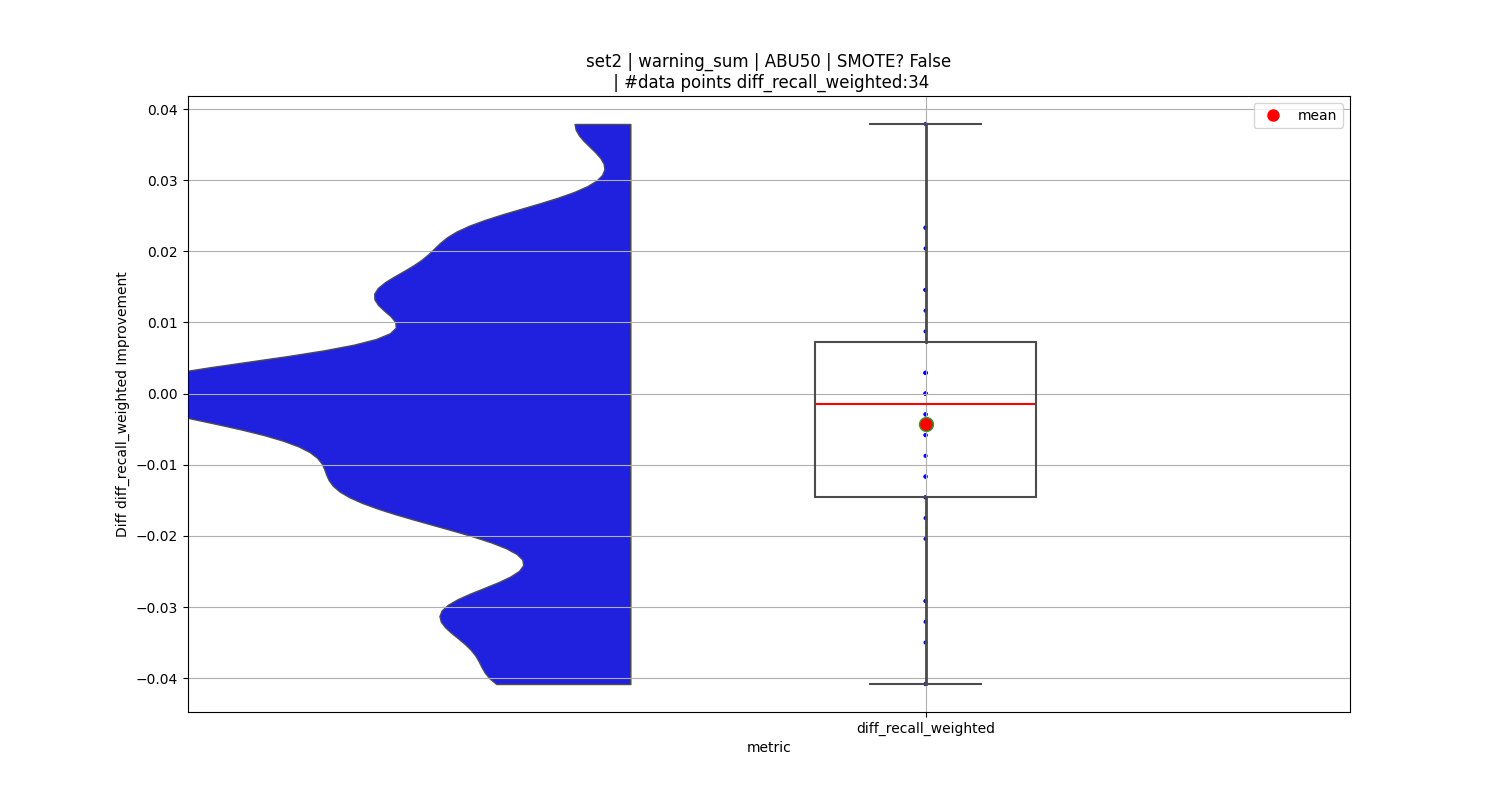 set2 | warning_sum | ABU50 | SMOTE? False
| #data points diff_recall_weighted:34
mean
0.04
0.03
0.02
0.01
0.00
−0.01
−0.02
−0.03
−0.04
Diff diff_recall_weighted Improvement
diff_recall_weighted
metric